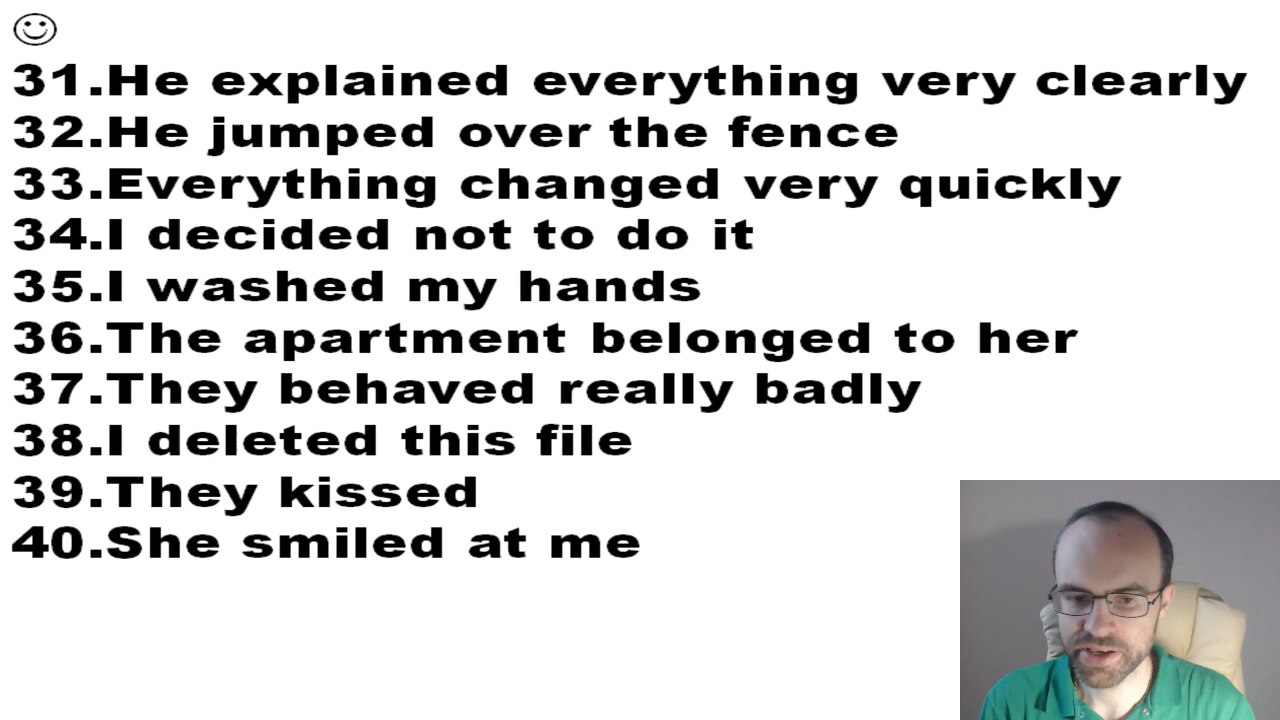 31.He explained everything very clearly
32.He jumped over the fence
33.Everything changed very quickly
34.I decided not to do it
35.I washed my hands
36.The apartment belonged to her
37.They behaved really badly
38.I deleted this file
39.They kissed
40.She smiled at me